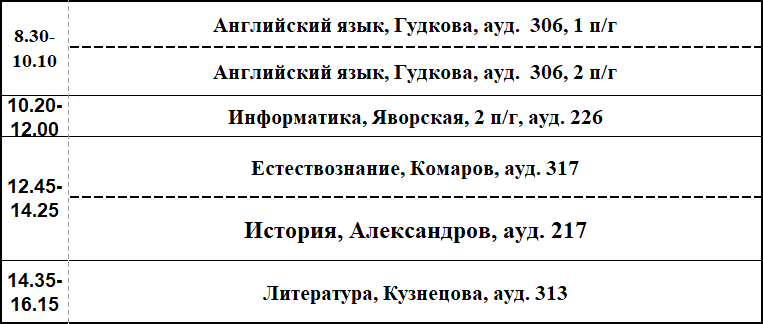 8.30-
10.10
Английский язык, Гудкова, ауд. 306, 1 п/г
Английский язык, Гудкова, ауд. 306, 2 п/г
10.20-
12.00
Информатика, Яворская, 2 п/г, ауд. 226
12.45-
14.25
Естествознание, Комаров, ауд. 317
История, Александров, ауд. 217
14.35-
16.15
Литература, Кузнецова, ауд. 313